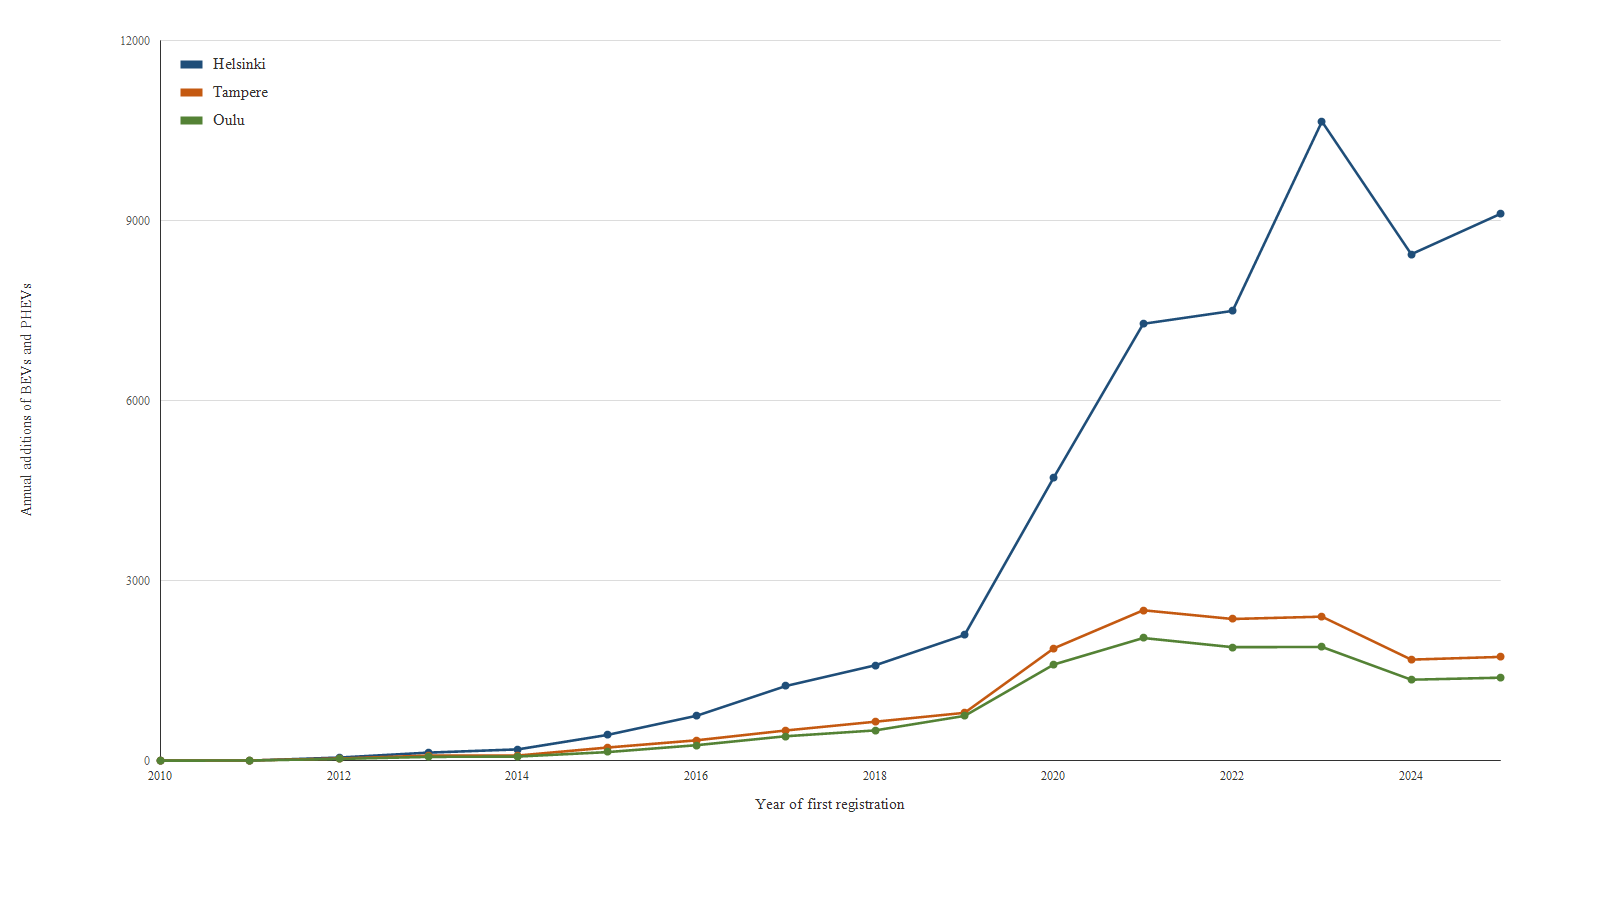 12000
Helsinki
Tampere
Oulu
9000
6000
3000
0
Annual additions of BEVs and PHEVs
2010 2012 2014 2016 2018 2020 2022 2024
Year of first registration